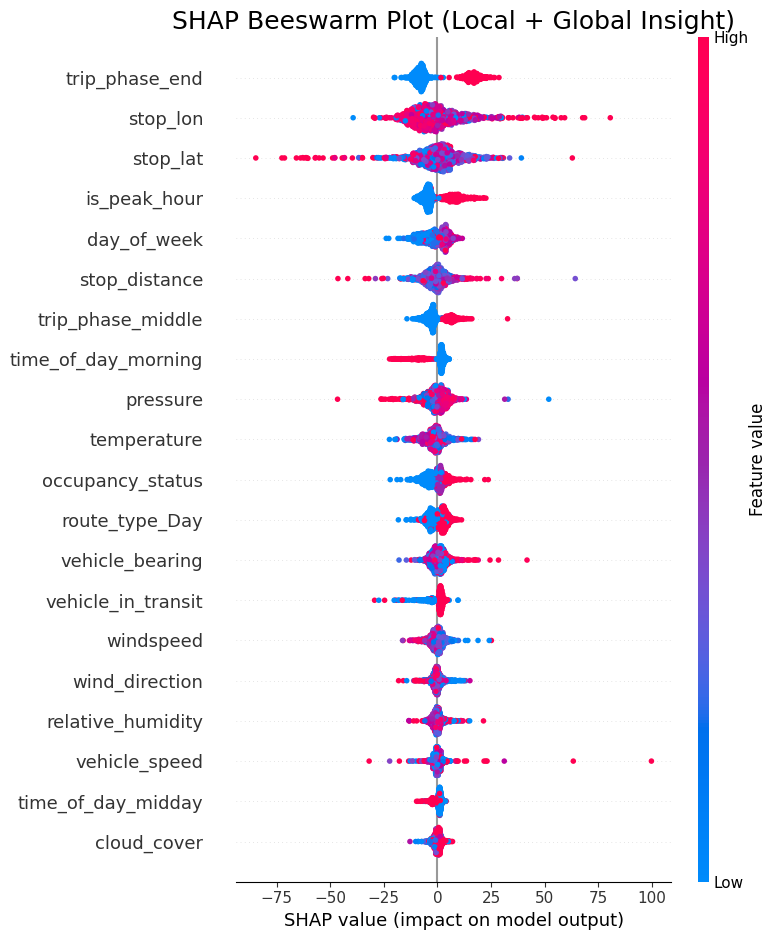 SHAP Beeswarm Plot (Local + Global Insight)
High
trip_phase_end
stop_lon
stop_lat
is_peak_hour
day_of_week
stop_distance
trip_phase_middle
time_of_day_morning
pressure
temperature
occupancy_status
route_type_Day
vehicle_bearing
vehicle_in_transit
windspeed
wind_direction
relative_humidity
vehicle_speed
time_of_day_midday
cloud_cover
Feature value
Low
−75 −50 −25 0 25 50 75 100
SHAP value (impact on model output)